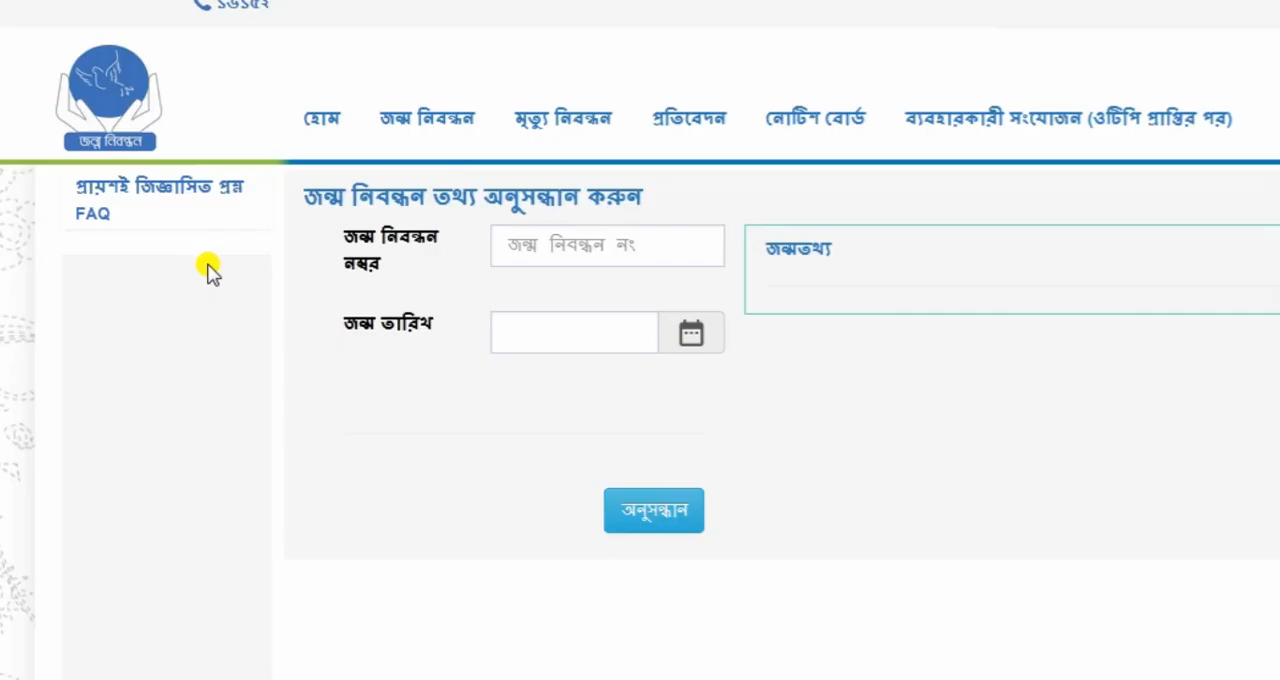 ১৬১৫২
জন্ম নিবন্ধন
হোম জন্ম নিবন্ধন মৃত্যু নিবন্ধন প্রতিবেদন নোটিশ বোর্ড ব্যবহারকারী সংযোজন (ওটিপি প্রাপ্তির পর)
প্রায়শই জিজ্ঞাসিত প্রশ্ন
FAQ
জন্ম নিবন্ধন তথ্য অনুসন্ধান করুন
জন্ম নিবন্ধন
নম্বর
জন্ম নিবন্ধন নং
জন্মতথ্য
জন্ম তারিখ
অনুসন্ধান